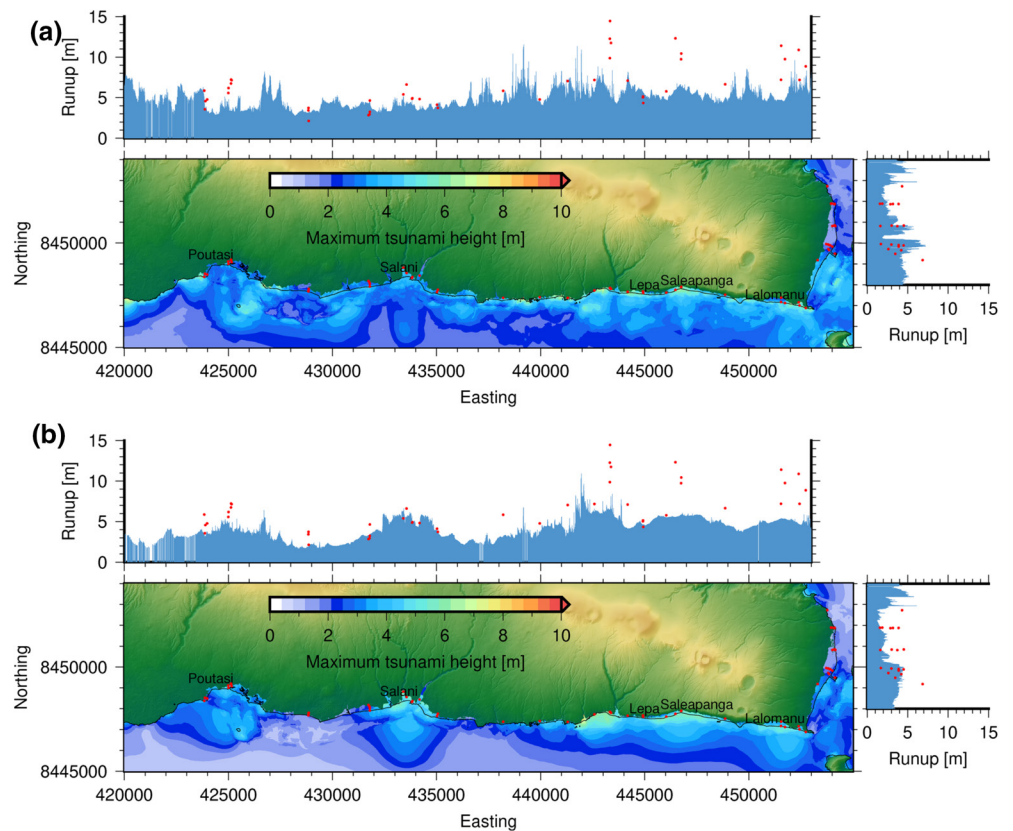 (a)
Runup [m]
15
10
5
0
Northing
8450000
8445000
0 2 4 6 8 10
Maximum tsunami height [m]
Poutasi
Salani
Lepa
Saleapanga
Lalomanu
420000 425000 430000 435000 440000 445000 450000
Easting
0 5 10 15
Runup [m]
(b)
Runup [m]
15
10
5
0
Northing
8450000
8445000
0 2 4 6 8 10
Maximum tsunami height [m]
Poutasi
Salani
Lepa
Saleapanga
Lalomanu
420000 425000 430000 435000 440000 445000 450000
Easting
0 5 10 15
Runup [m]